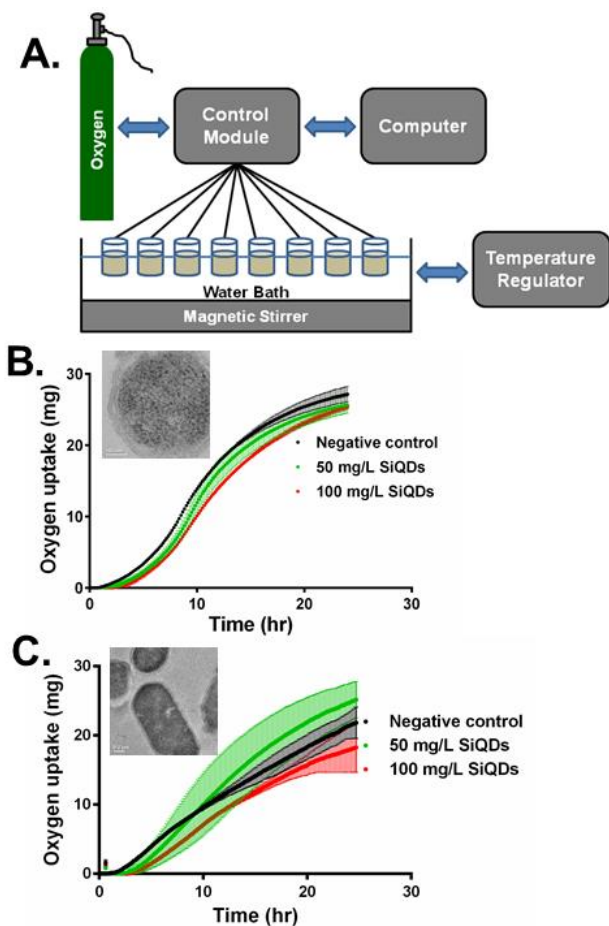 A.
Oxygen
Control
Module
Computer
Water Bath
Magnetic Stirrer
Temperature
Regulator
B.
Oxygen uptake (mg)
30
20
10
0
Negative control
50 mg/L SiQDs
100 mg/L SiQDs
0
10
20
30
Time (hr)
C.
Oxygen uptake (mg)
30
20
10
0
Negative control
50 mg/L SiQDs
100 mg/L SiQDs
0
10
20
30
Time (hr)